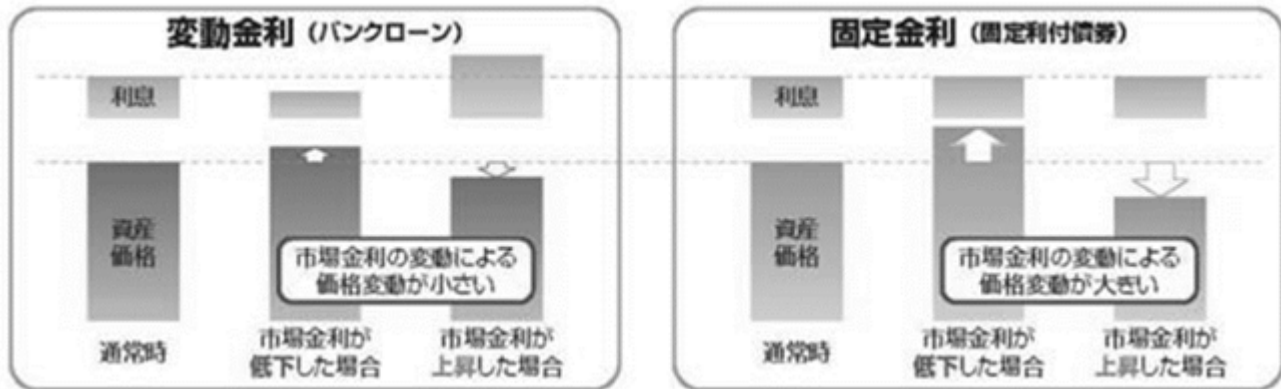 変動金利（バンクローン）
利息
資産
価格
市場金利の変動による
価格変動が小さい
通常時
市場金利が
低下した場合
市場金利が
上昇した場合
固定金利（固定利付債券）
利息
資産
価格
市場金利の変動による
価格変動が大きい
通常時
市場金利が
低下した場合
市場金利が
上昇した場合